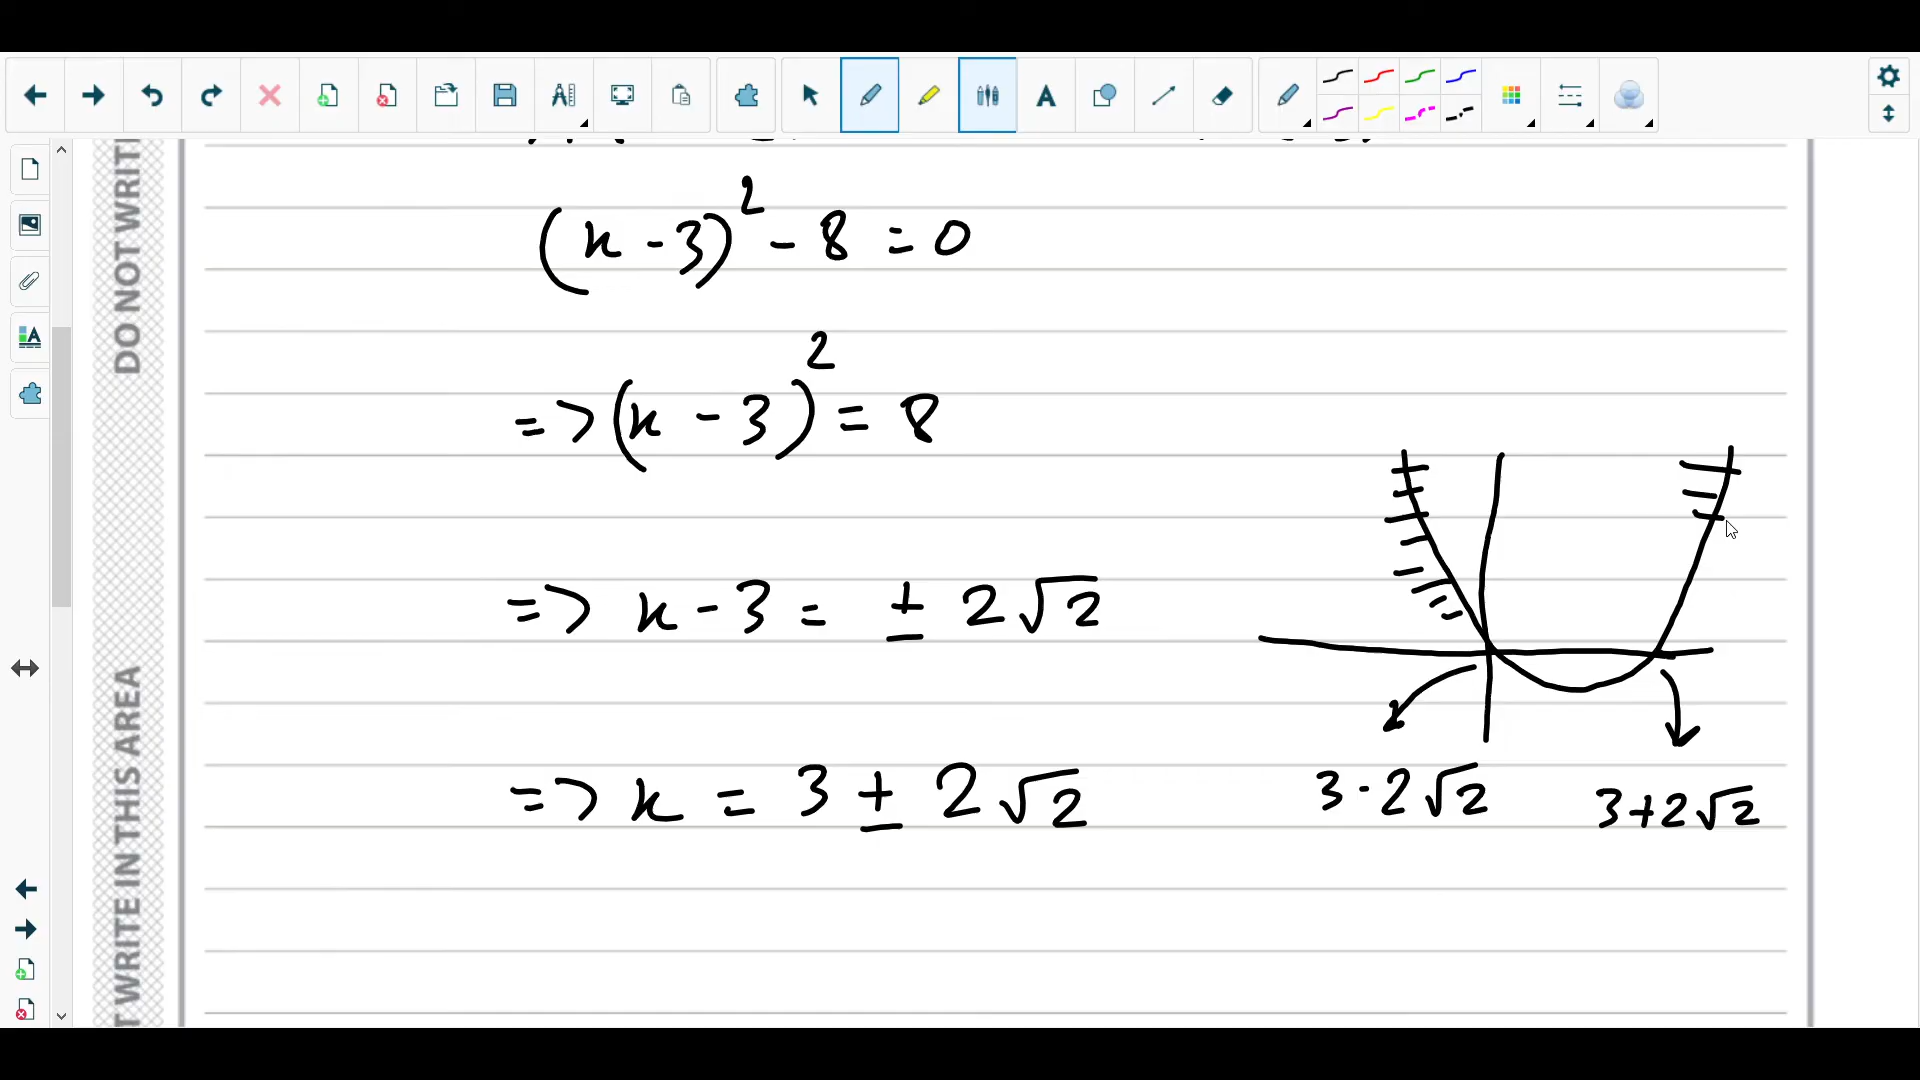 (x - 3)² - 8 = 0
=> (x - 3)² = 8
=> x - 3 = ± 2√2
=> x = 3 ± 2√2
3 - 2√2
3 + 2√2
DO NOT WRIT
T WRITE IN THIS AREA
A
A